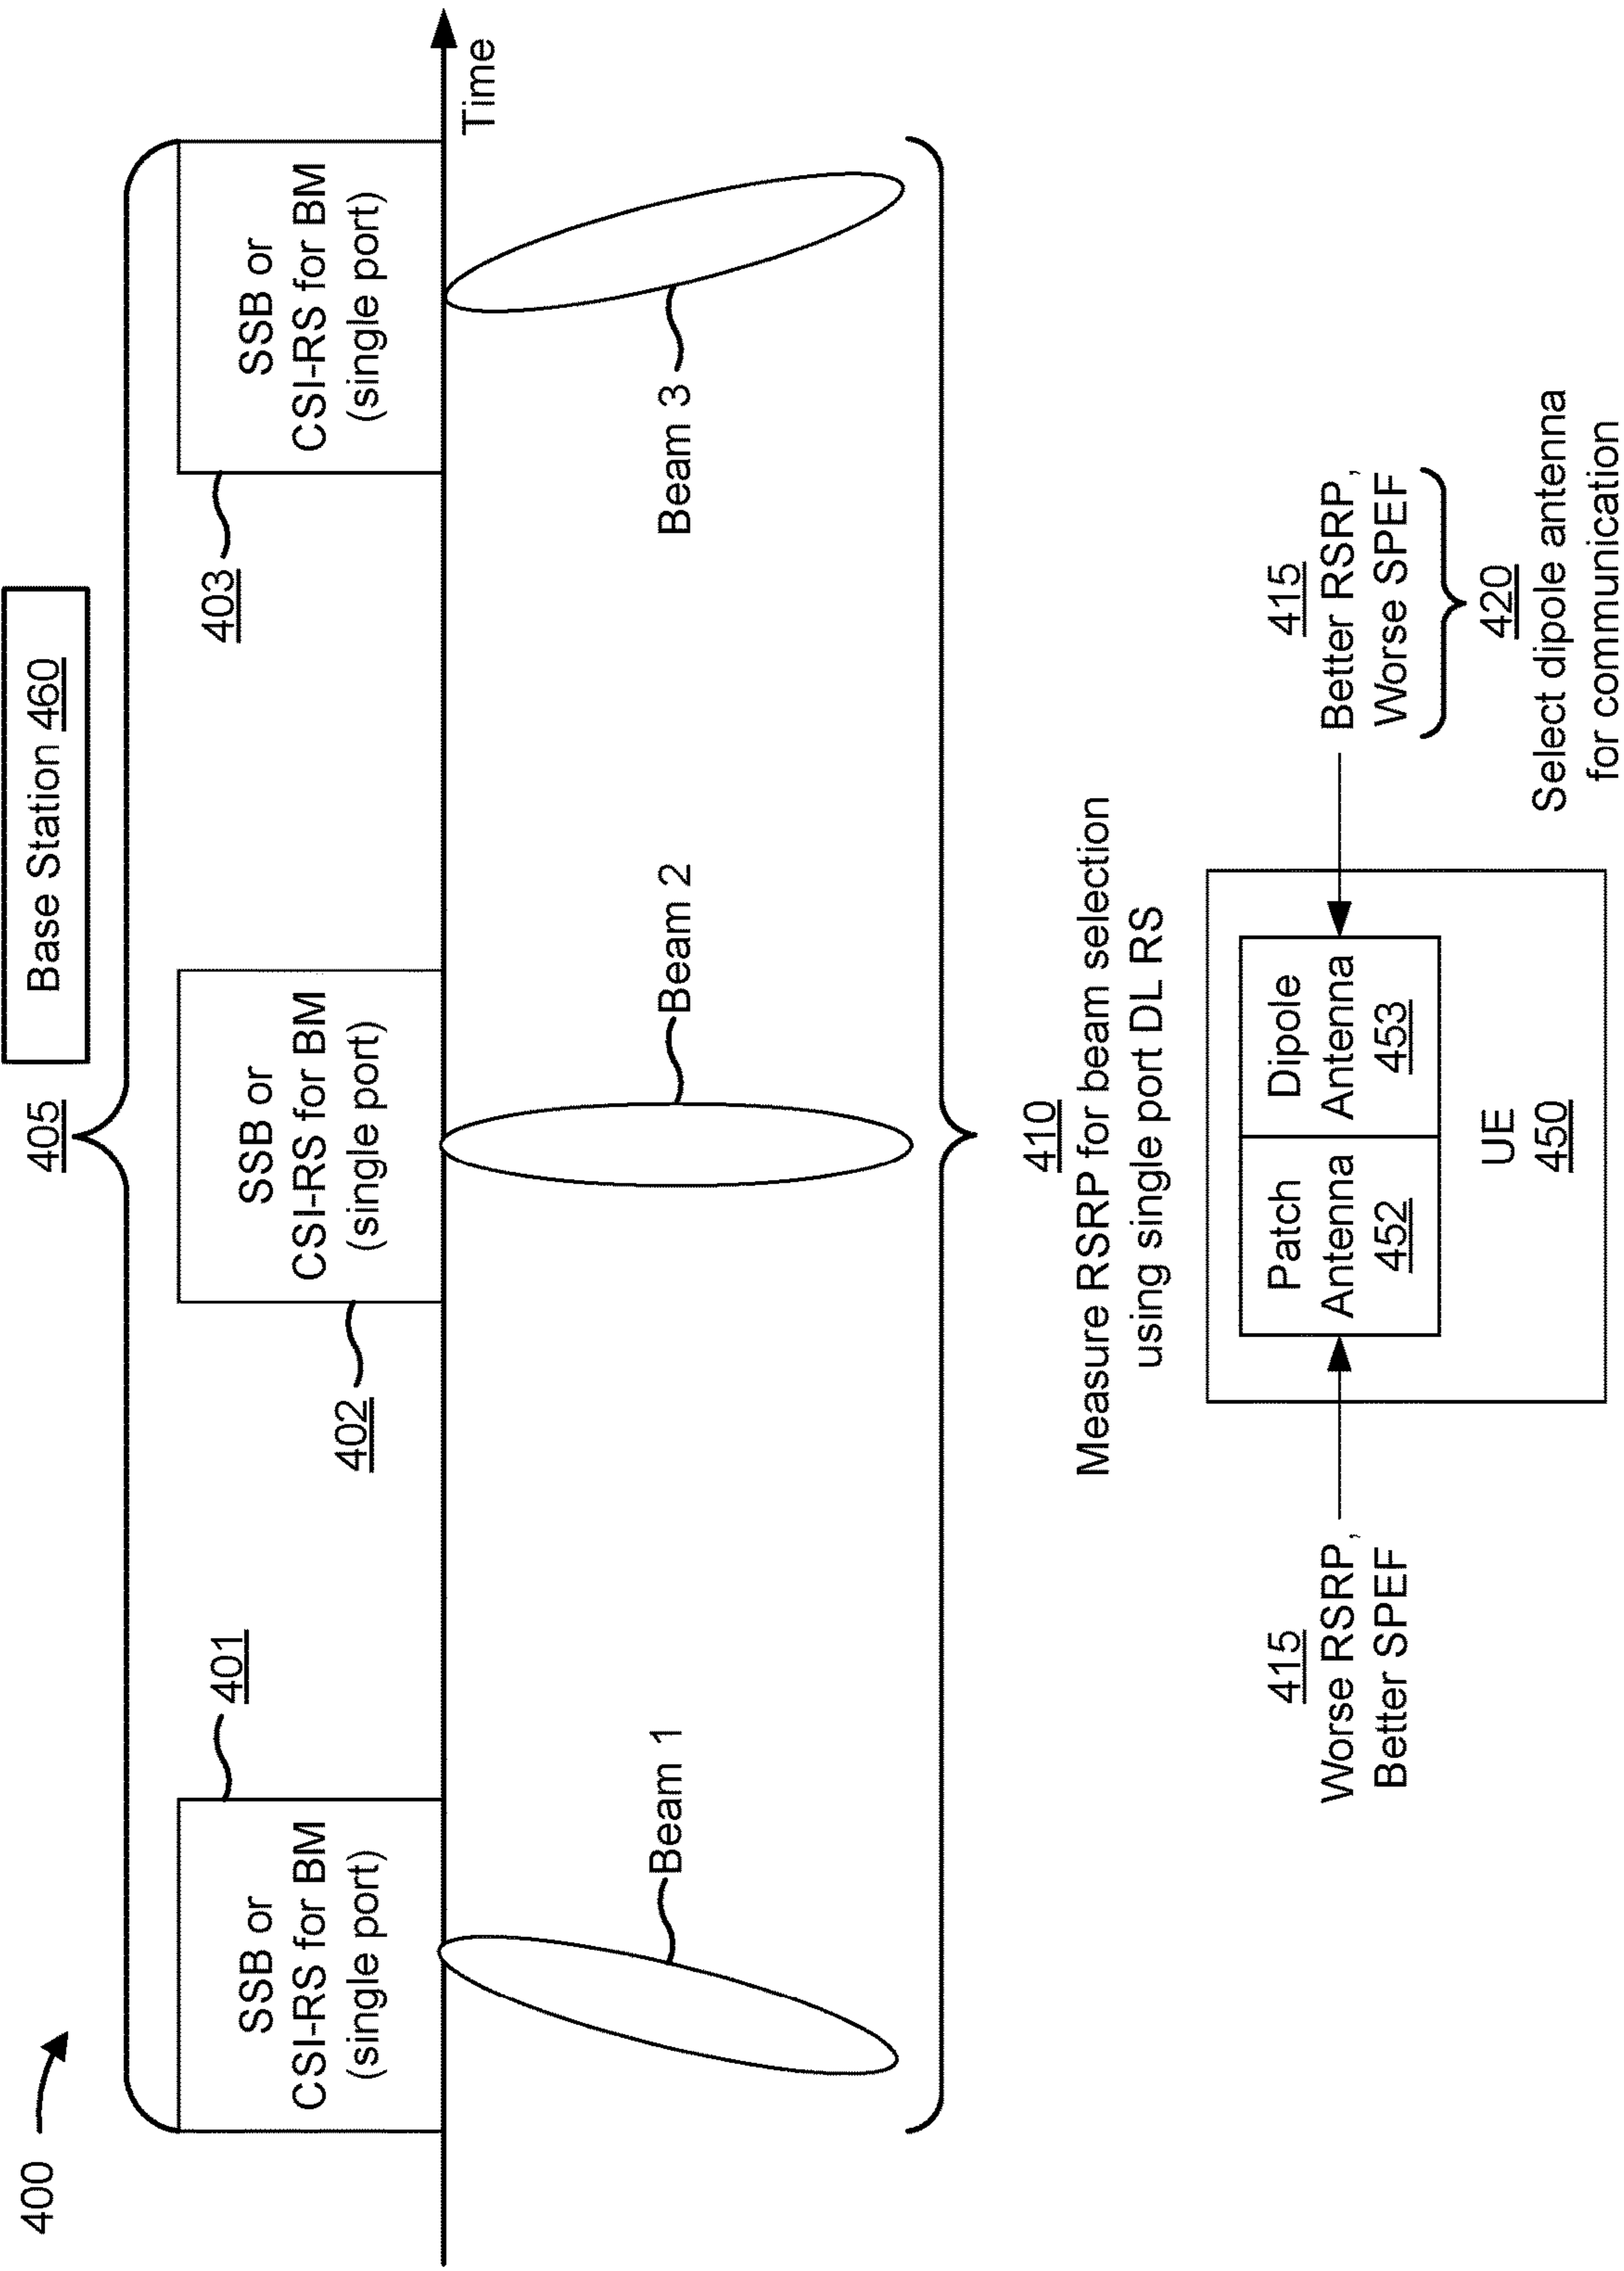 400
405
Base Station 460
SSB or
CSI-RS for BM
(single port)
401
SSB or
CSI-RS for BM
(single port)
402
SSB or
CSI-RS for BM
(single port)
403
Time
Beam 1
Beam 2
Beam 3
410
Measure RSRP for beam selection
using single port DL RS
415
Worse RSRP,
Better SPEF
Patch
Antenna
452
Dipole
Antenna
453
UE
450
415
Better RSRP,
Worse SPEF
420
Select dipole antenna
for communication